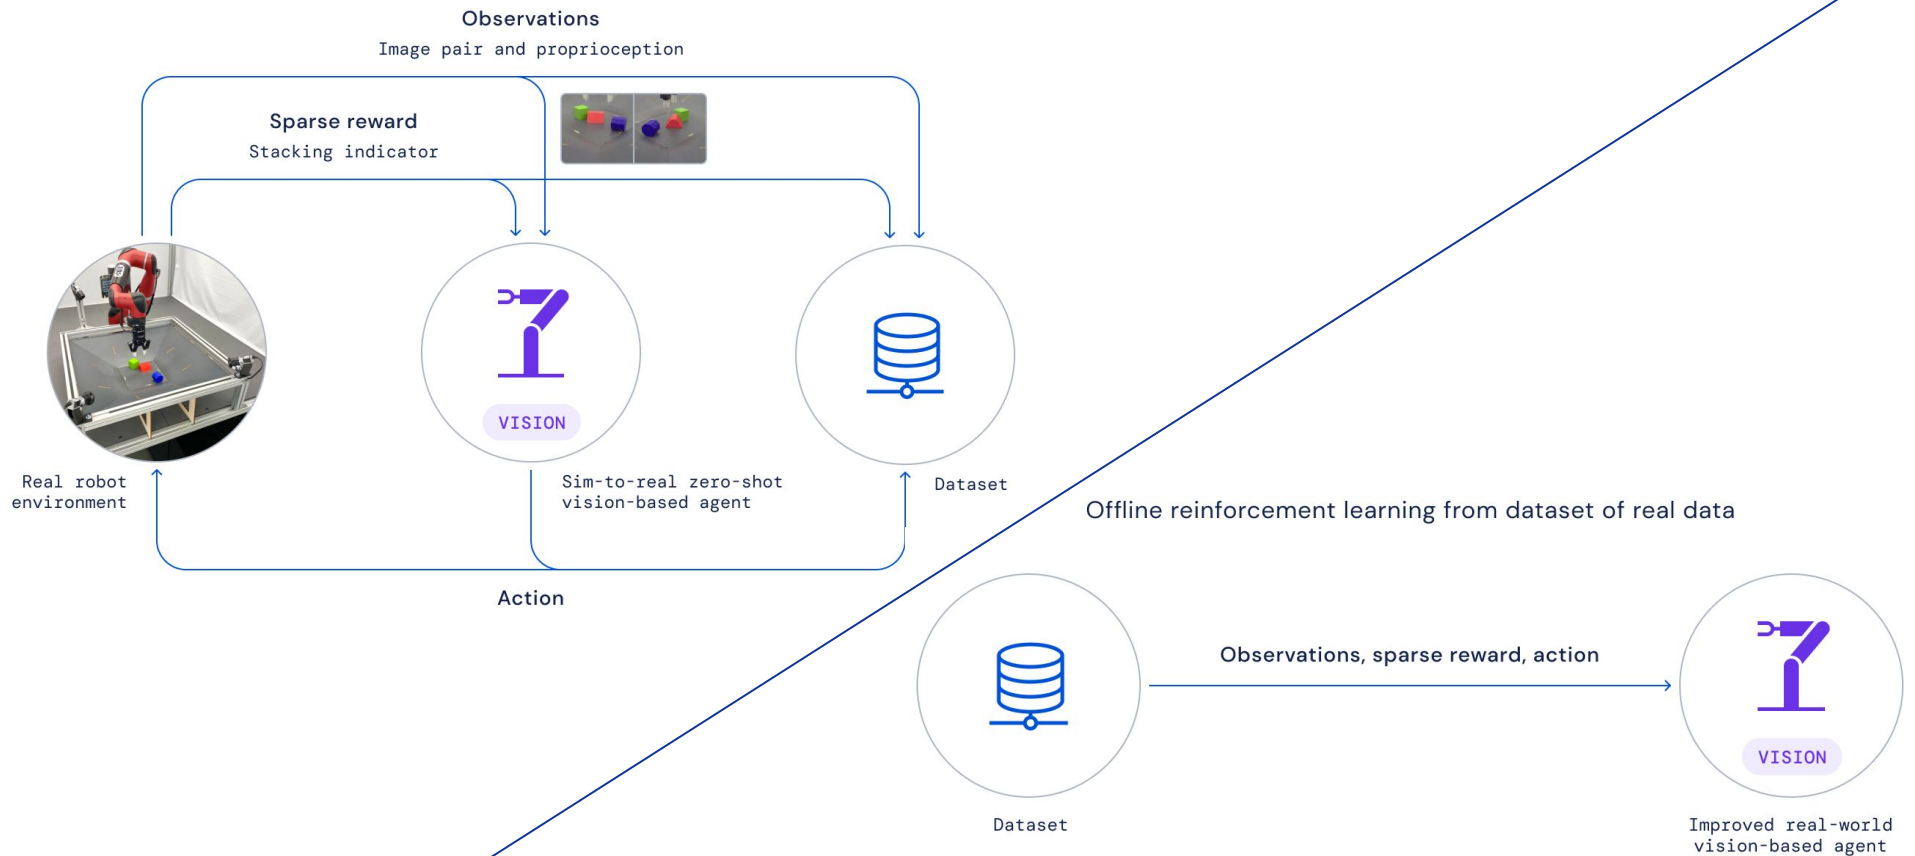 Observations
Image pair and proprioception
Sparse reward
Stacking indicator
VISION
Real robot
environment
Sim-to-real zero-shot
vision-based agent
Dataset
Action
Offline reinforcement learning from dataset of real data
Observations, sparse reward, action
VISION
Dataset
Improved real-world
vision-based agent